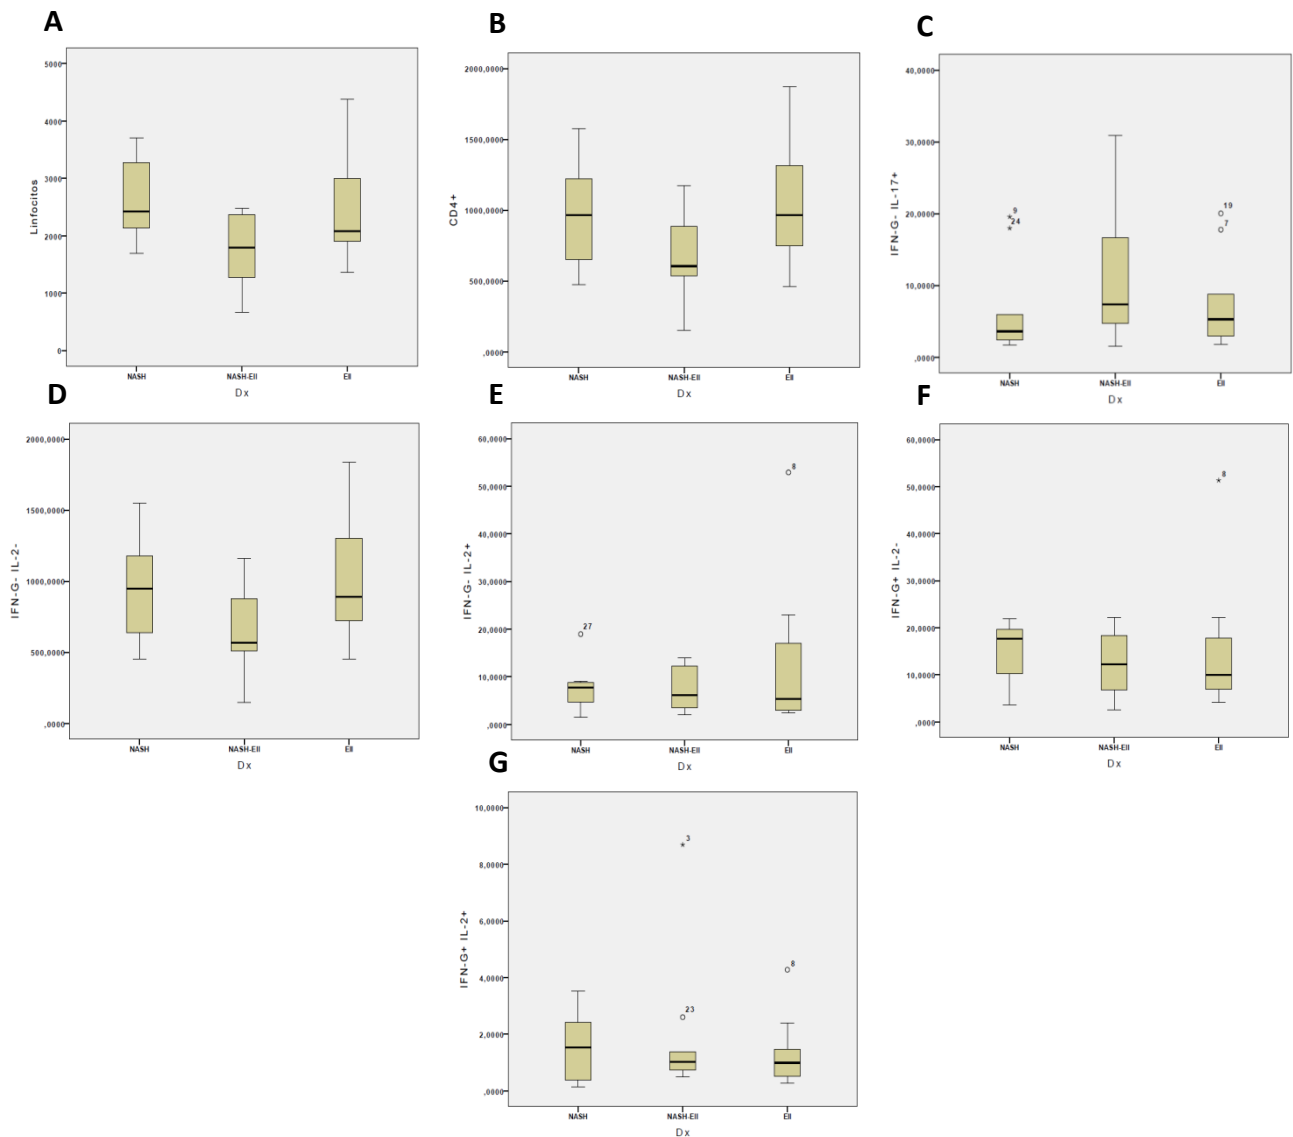 A
Linfocitos
5000
4000
3000
2000
1000
0
NASH
NASH-EII
EII
Dx
B
CD4+
2000,0000
1500,0000
1000,0000
500,0000
,0000
NASH
NASH-EII
EII
Dx
C
IFN-G- IL-17+
40,0000
30,0000
20,0000
10,0000
,0000
9
24
19
7
NASH
NASH-EII
EII
Dx
D
IFN-G- IL-2-
2000,0000
1500,0000
1000,0000
500,0000
,0000
NASH
NASH-EII
EII
Dx
E
IFN-G- IL-2+
60,0000
50,0000
40,0000
30,0000
20,0000
10,0000
,0000
27
8
NASH
NASH-EII
EII
Dx
F
IFN-G+ IL-2-
60,0000
50,0000
40,0000
30,0000
20,0000
10,0000
,0000
8
NASH
NASH-EII
EII
Dx
G
IFN-G+ IL-2+
10,0000
8,0000
6,0000
4,0000
2,0000
,0000
3
23
8
NASH
NASH-EII
EII
Dx